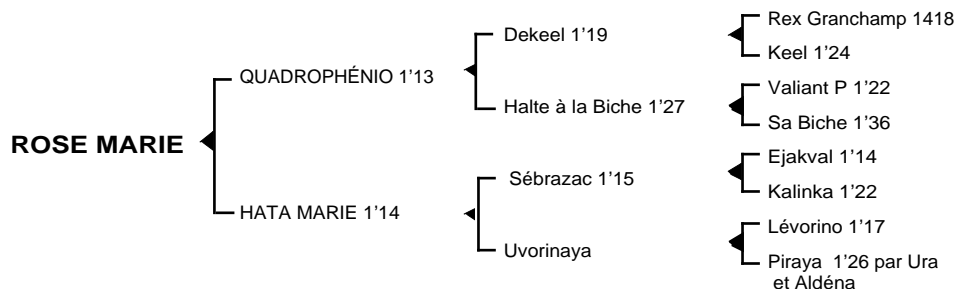 Rex Granchamp 1418
Dekeel 1’19
Keel 1’24
QUADROPHÉNIO 1’13
Valiant P 1’22
Halte à la Biche 1’27
Sa Biche 1’36
ROSE MARIE
Ejakval 1’14
Sébrazac 1’15
Kalinka 1’22
HATA MARIE 1’14
Lévorino 1’17
Uvorinaya
Piraya 1’26 par Ura
et Aldéna